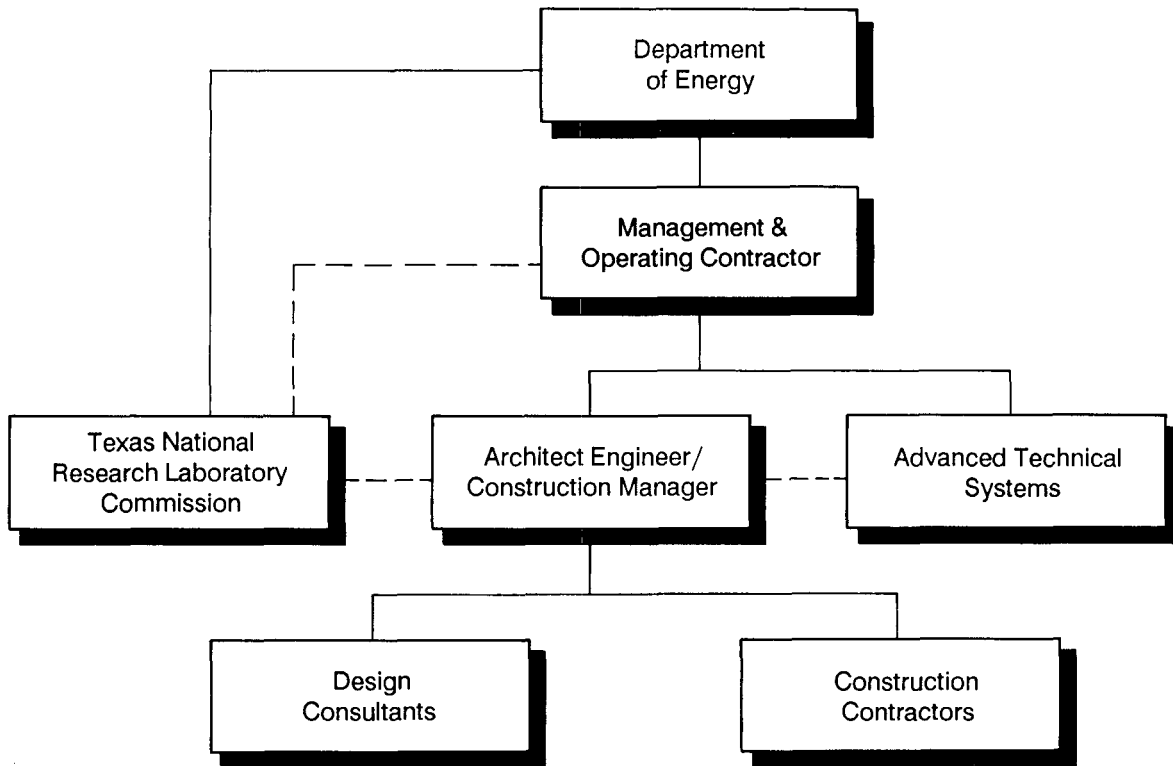 Department
of Energy
Management &
Operating Contractor
Texas National
Research Laboratory
Commission
Architect Engineer/
Construction Manager
Advanced Technical
Systems
Design
Consultants
Construction
Contractors